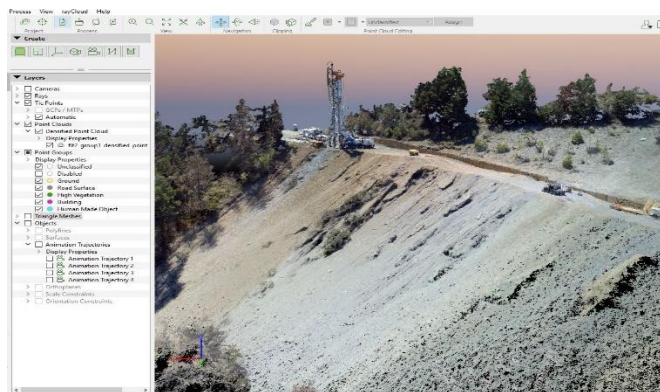 Process View rayCloud Help
Project
Process
View
Navigation
Clipping
Unclassified
Assign
Point Cloud Editing
Create
Layers
Cameras
Rays
Tie Points
GCPs / MTPs
Automatic
Point Clouds
Densified Point Cloud
Display Properties
Point Groups
Display Properties
Unclassified
Disabled
Ground
Road Surface
High Vegetation
Building
Human Made Object
Triangle Meshes
Objects
Polylines
Surfaces
Animation Trajectories
Display Properties
Animation Trajectory 1
Animation Trajectory 2
Animation Trajectory 3
Animation Trajectory 4
Orthoplanes
Scale Constraints
Orientation Constraints